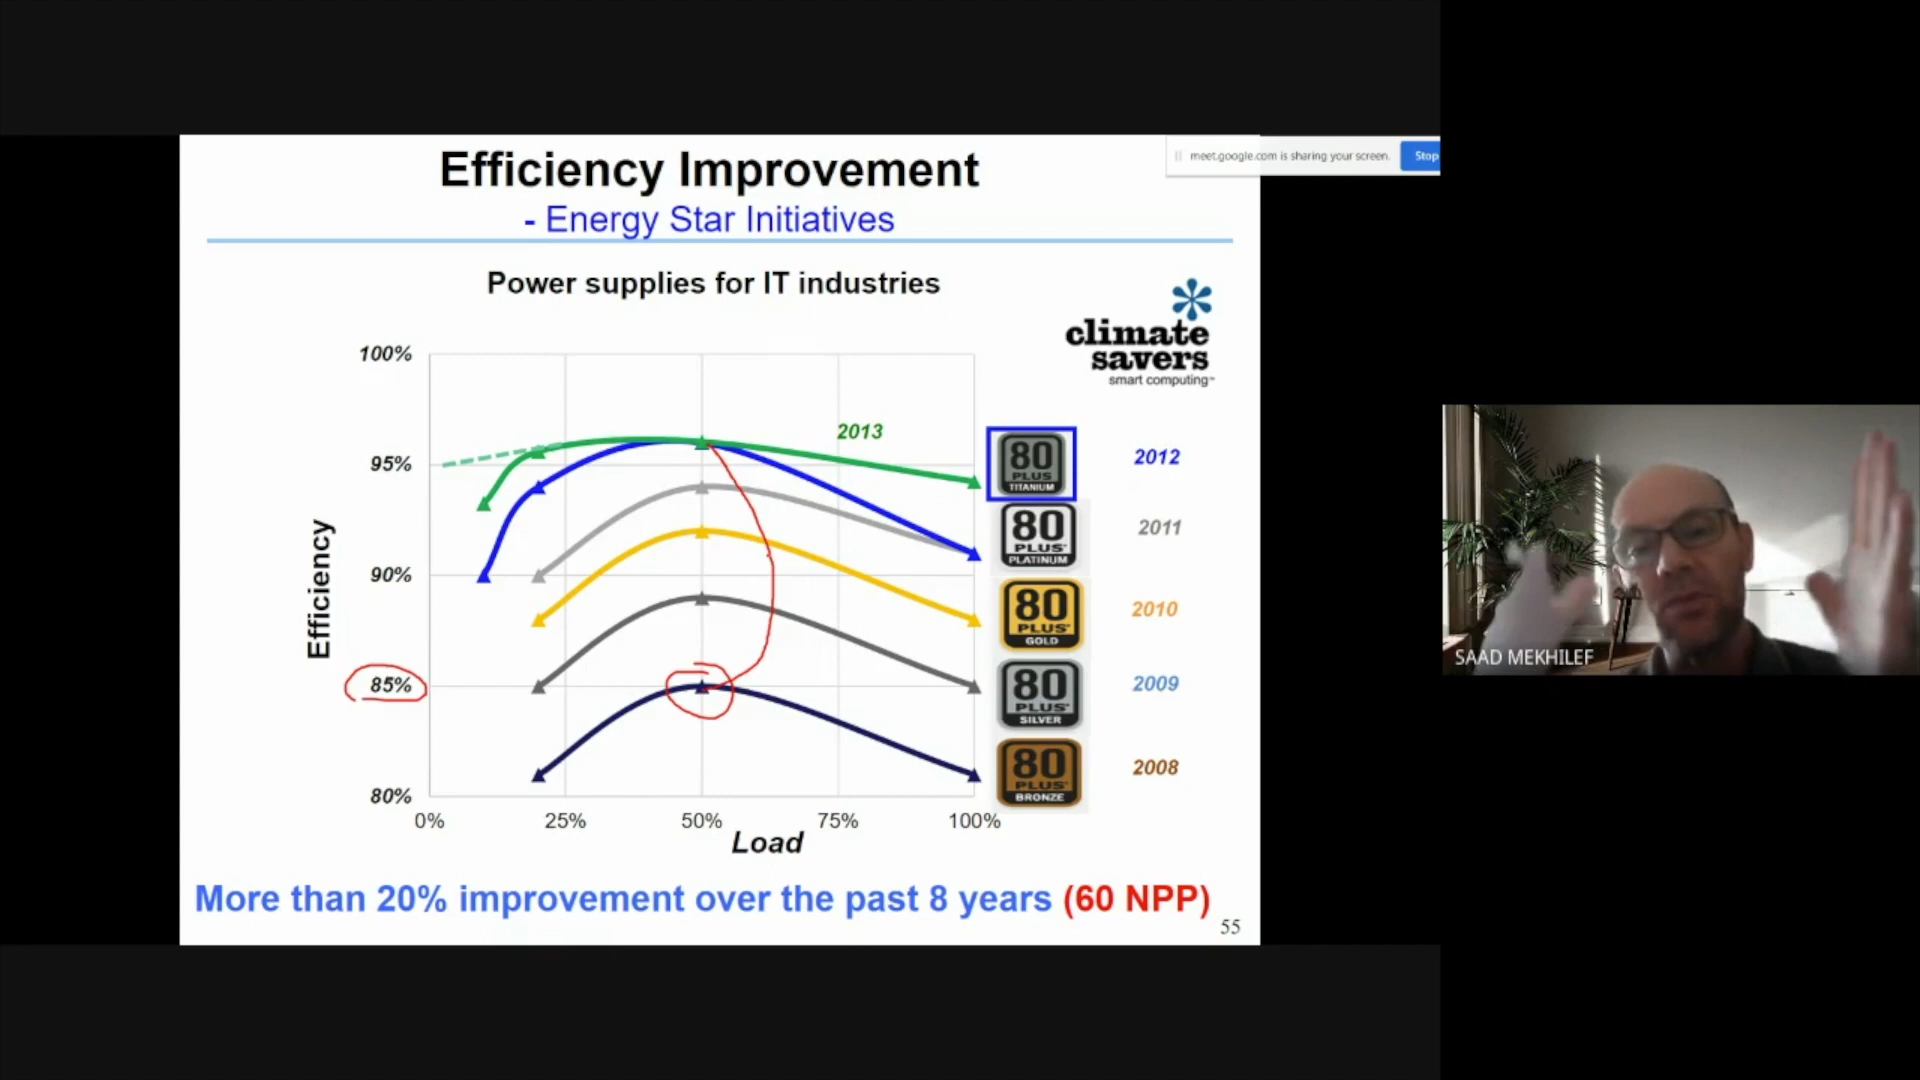 Efficiency Improvement
meet.google.com is sharing your screen.
Stop
- Energy Star Initiatives
Power supplies for IT industries
climate
savers
smart computing™
100%
95%
90%
85%
80%
Efficiency
0%
25%
50%
75%
100%
Load
2013
80
PLUS
TITANIUM
2012
80
PLUS
PLATINUM
2011
80
PLUS
GOLD
2010
80
PLUS
SILVER
2009
80
PLUS
BRONZE
2008
More than 20% improvement over the past 8 years (60 NPP)
55
SAAD MEKHILEF